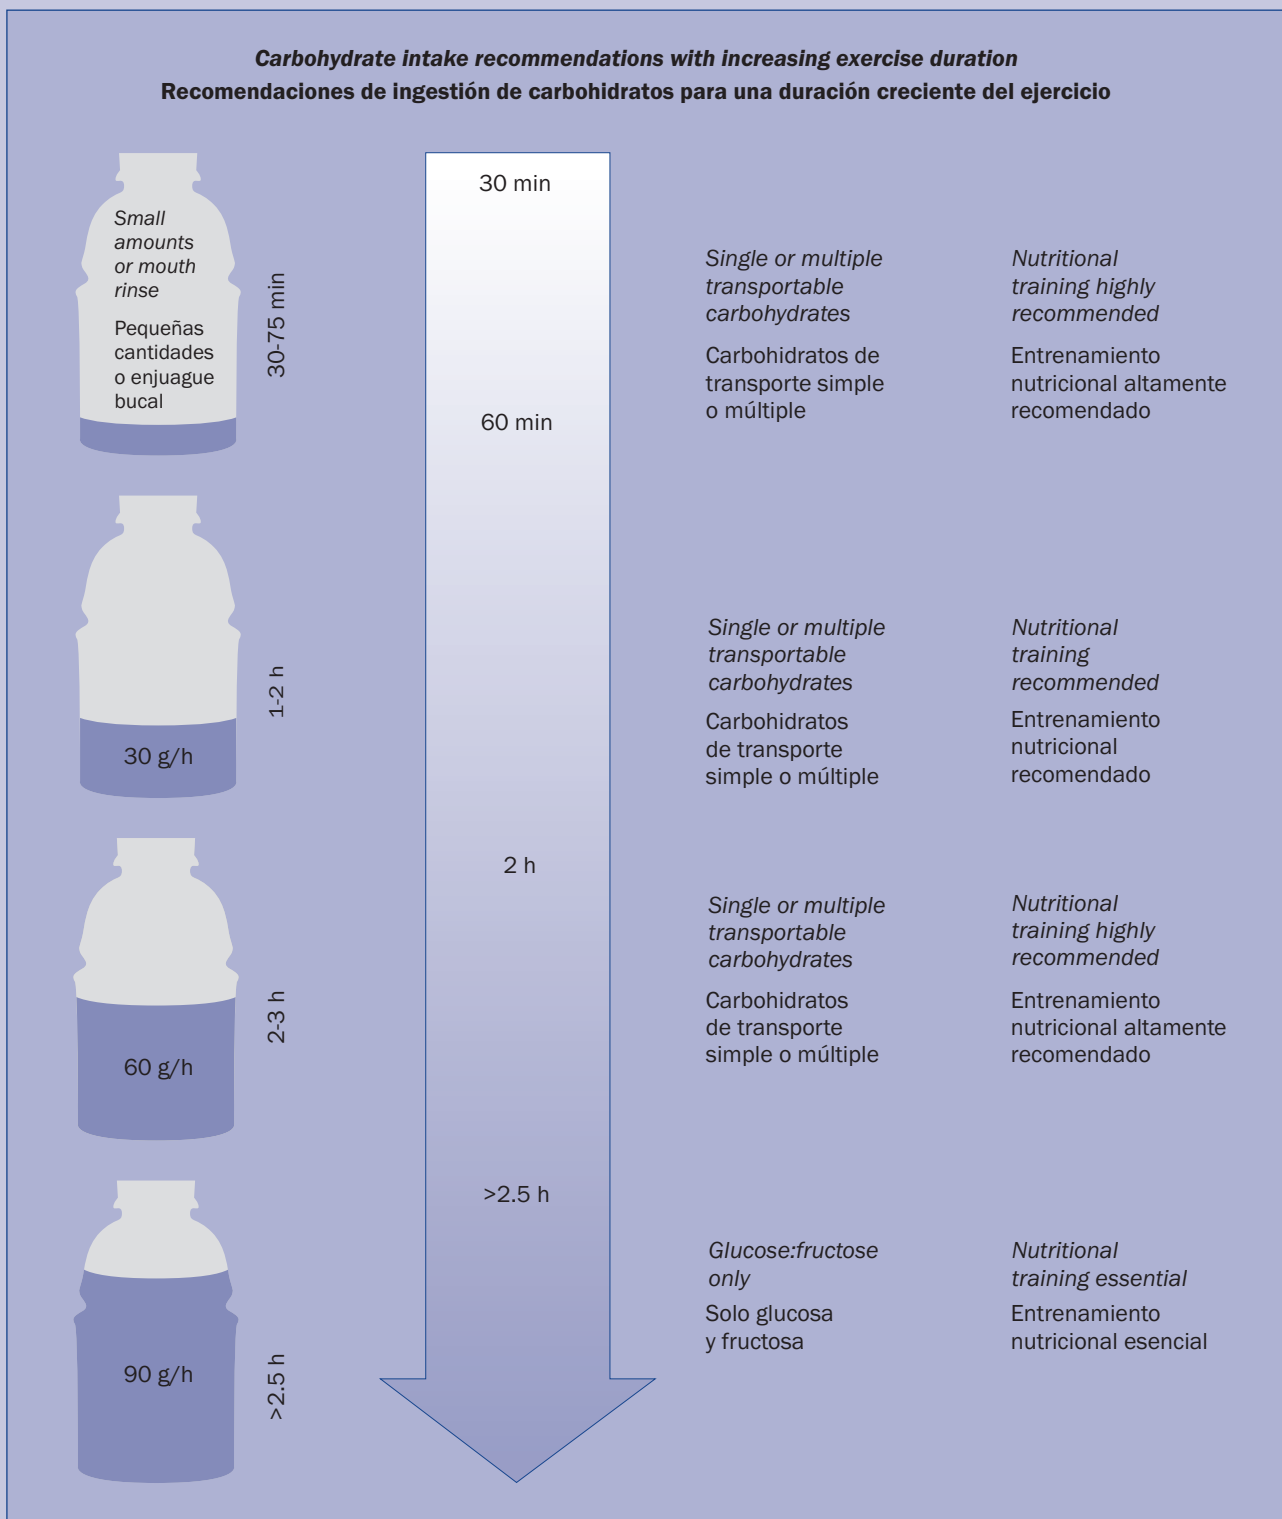 Carbohydrate intake recommendations with increasing exercise duration
Recomendaciones de ingestión de carbohidratos para una duración creciente del ejercicio
Small
amounts
or mouth
rinse
Pequeñas
cantidades
o enjuague
bucal
30-75 min
30 min
60 min
Single or multiple
transportable
carbohydrates
Carbohidratos de
transporte simple
o múltiple
Nutritional
training highly
recommended
Entrenamiento
nutricional altamente
recomendado
30 g/h
1-2 h
Single or multiple
transportable
carbohydrates
Carbohidratos
de transporte
simple o múltiple
Nutritional
training
recommended
Entrenamiento
nutricional
recomendado
60 g/h
2-3 h
2 h
Single or multiple
transportable
carbohydrates
Carbohidratos
de transporte
simple o múltiple
Nutritional
training highly
recommended
Entrenamiento
nutricional altamente
recomendado
90 g/h
>2.5 h
>2.5 h
Glucose:fructose
only
Solo glucosa
y fructosa
Nutritional
training essential
Entrenamiento
nutricional esencial